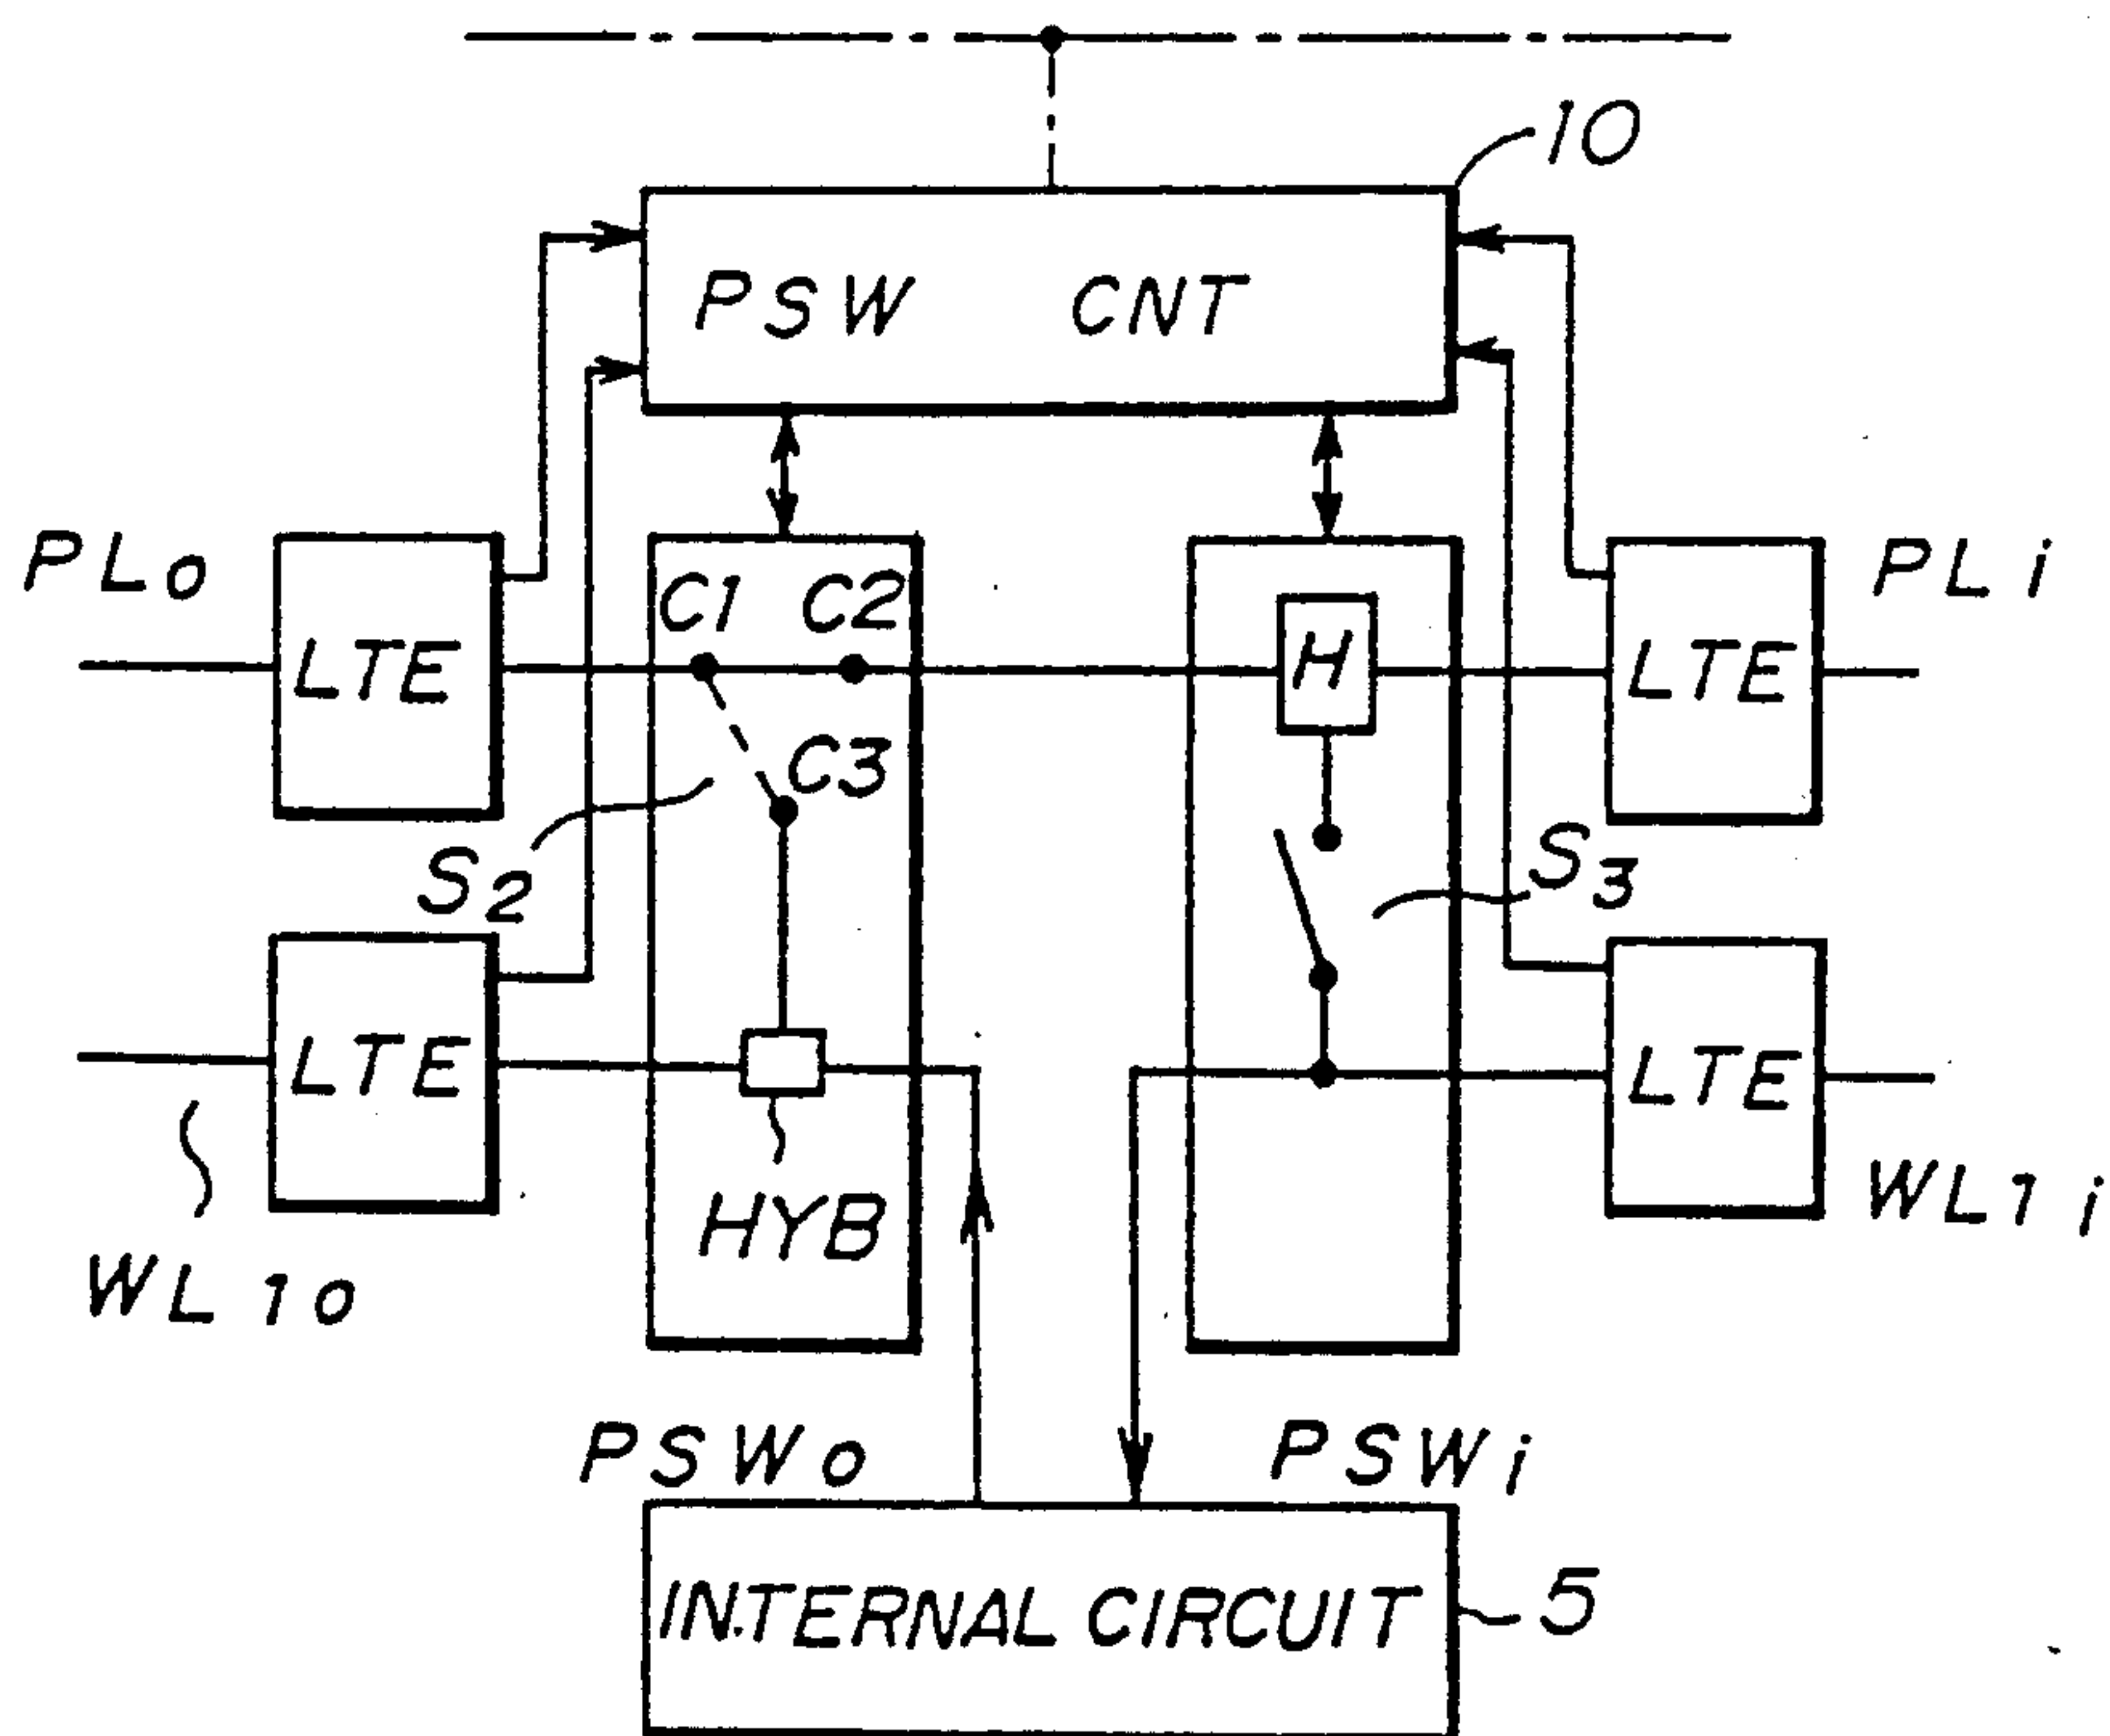 10
PSW CNT
PLo
PLi
C1 C2
H
LTE
LTE
C3
S2
S3
LTE
LTE
HYB
WL1o
WL1i
PSWo
PSWi
INTERNAL CIRCUIT
5